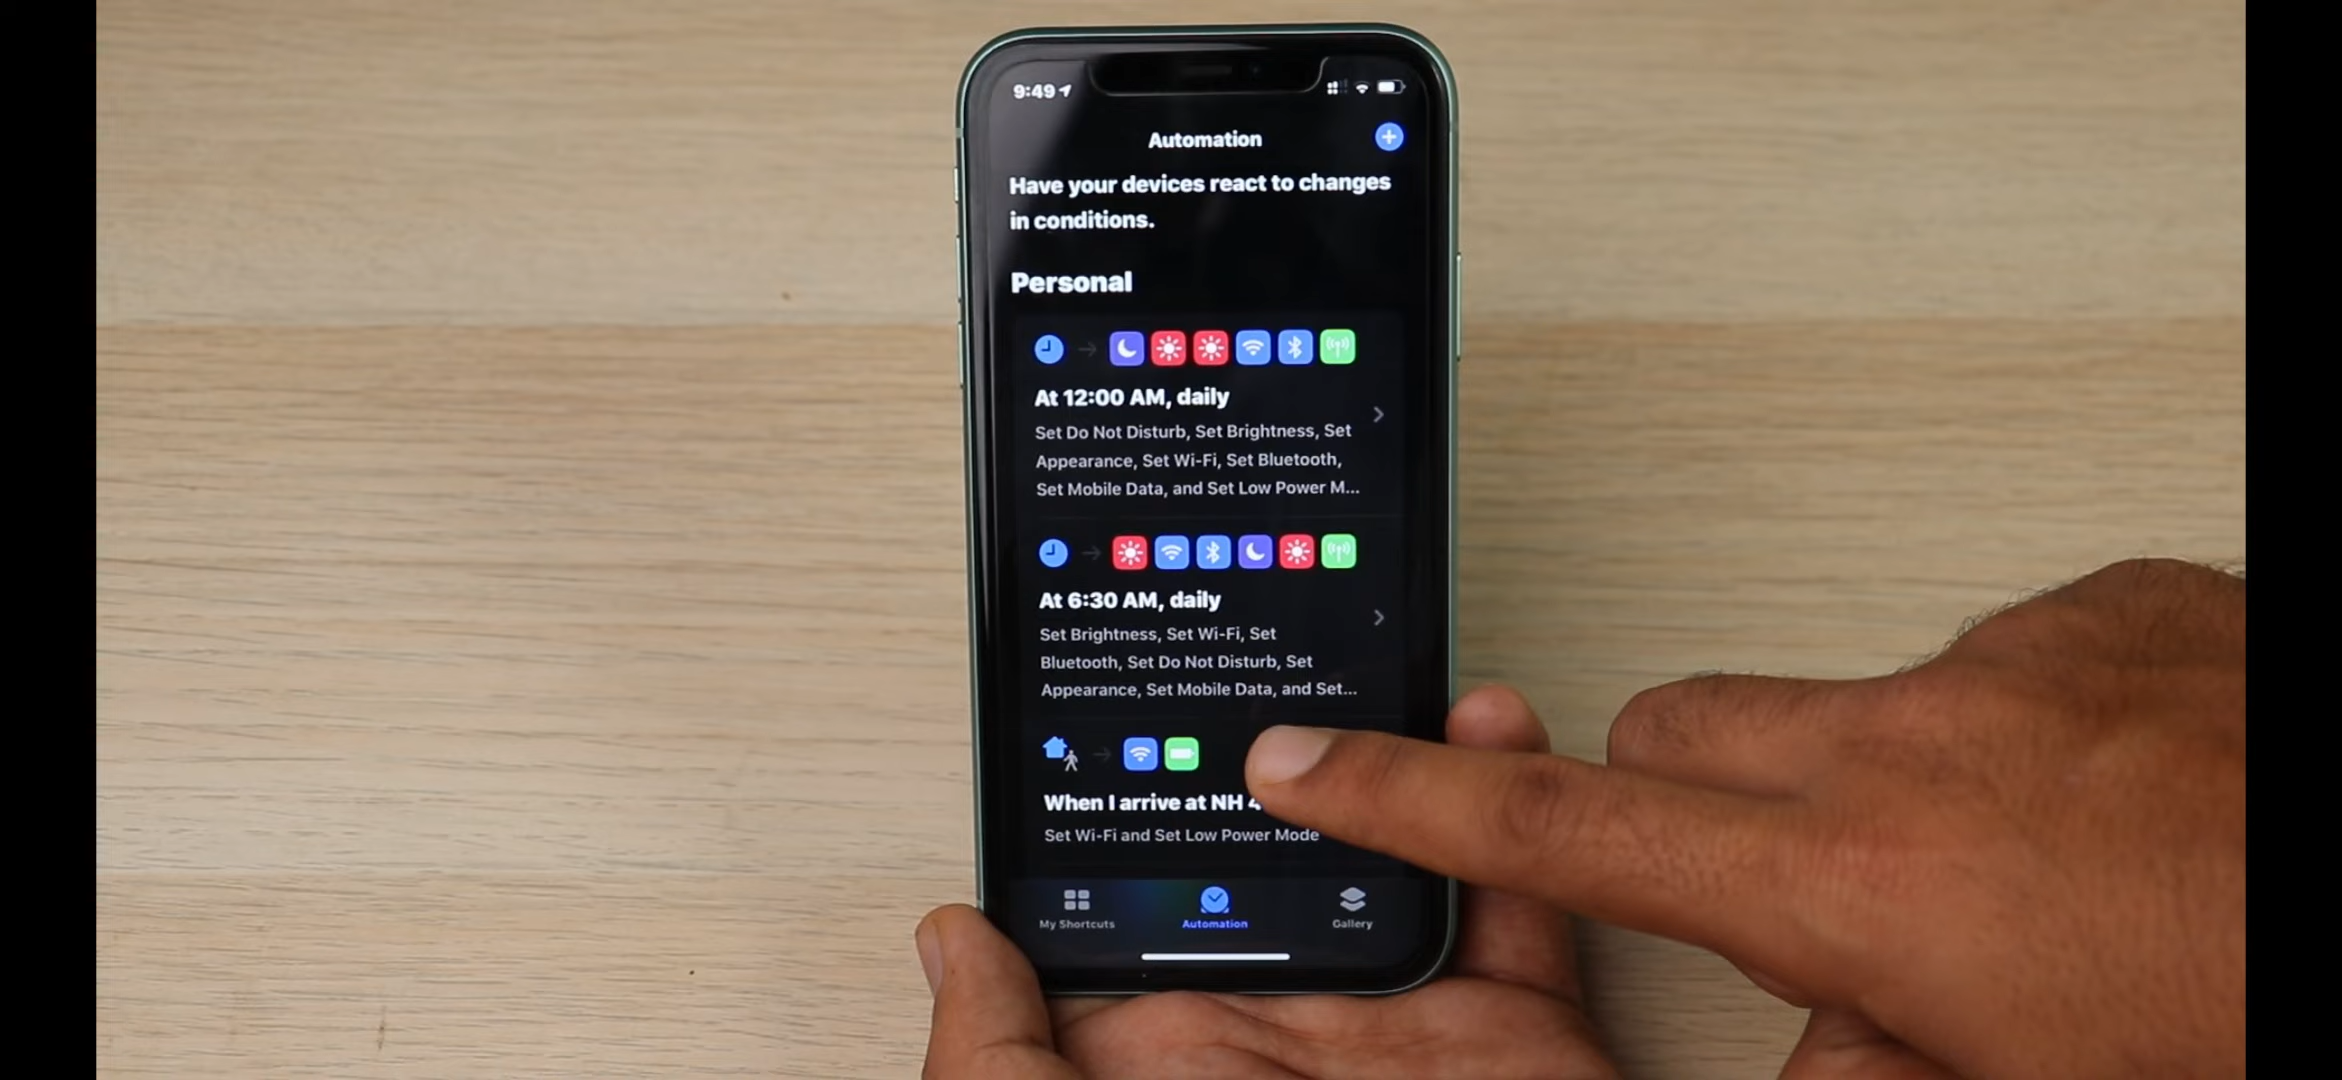 9:49
Automation
Have your devices react to changes
in conditions.
Personal
At 12:00 AM, daily
Set Do Not Disturb, Set Brightness, Set
Appearance, Set Wi-Fi, Set Bluetooth,
Set Mobile Data, and Set Low Power M...
At 6:30 AM, daily
Set Brightness, Set Wi-Fi, Set
Bluetooth, Set Do Not Disturb, Set
Appearance, Set Mobile Data, and Set...
When I arrive at NH
Set Wi-Fi and Set Low Power Mode
My Shortcuts
Automation
Gallery